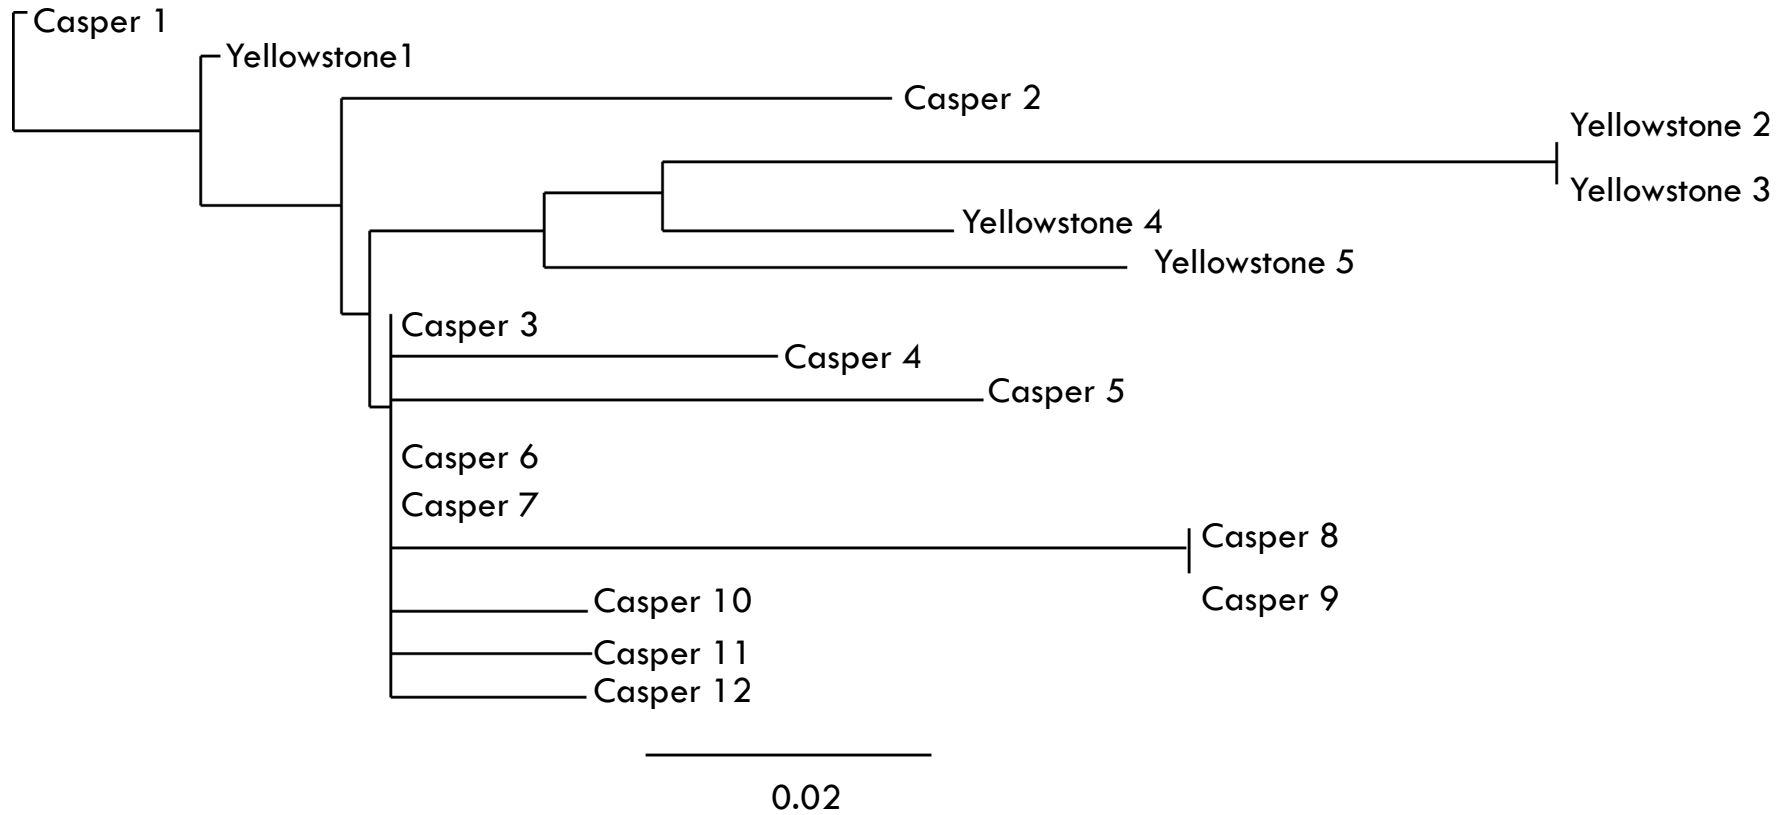 Casper 1
Yellowstone1
Casper 2
Yellowstone 2
Yellowstone 3
Yellowstone 4
Yellowstone 5
Casper 3
Casper 4
Casper 5
Casper 6
Casper 7
Casper 8
Casper 9
Casper 10
Casper 11
Casper 12
0.02